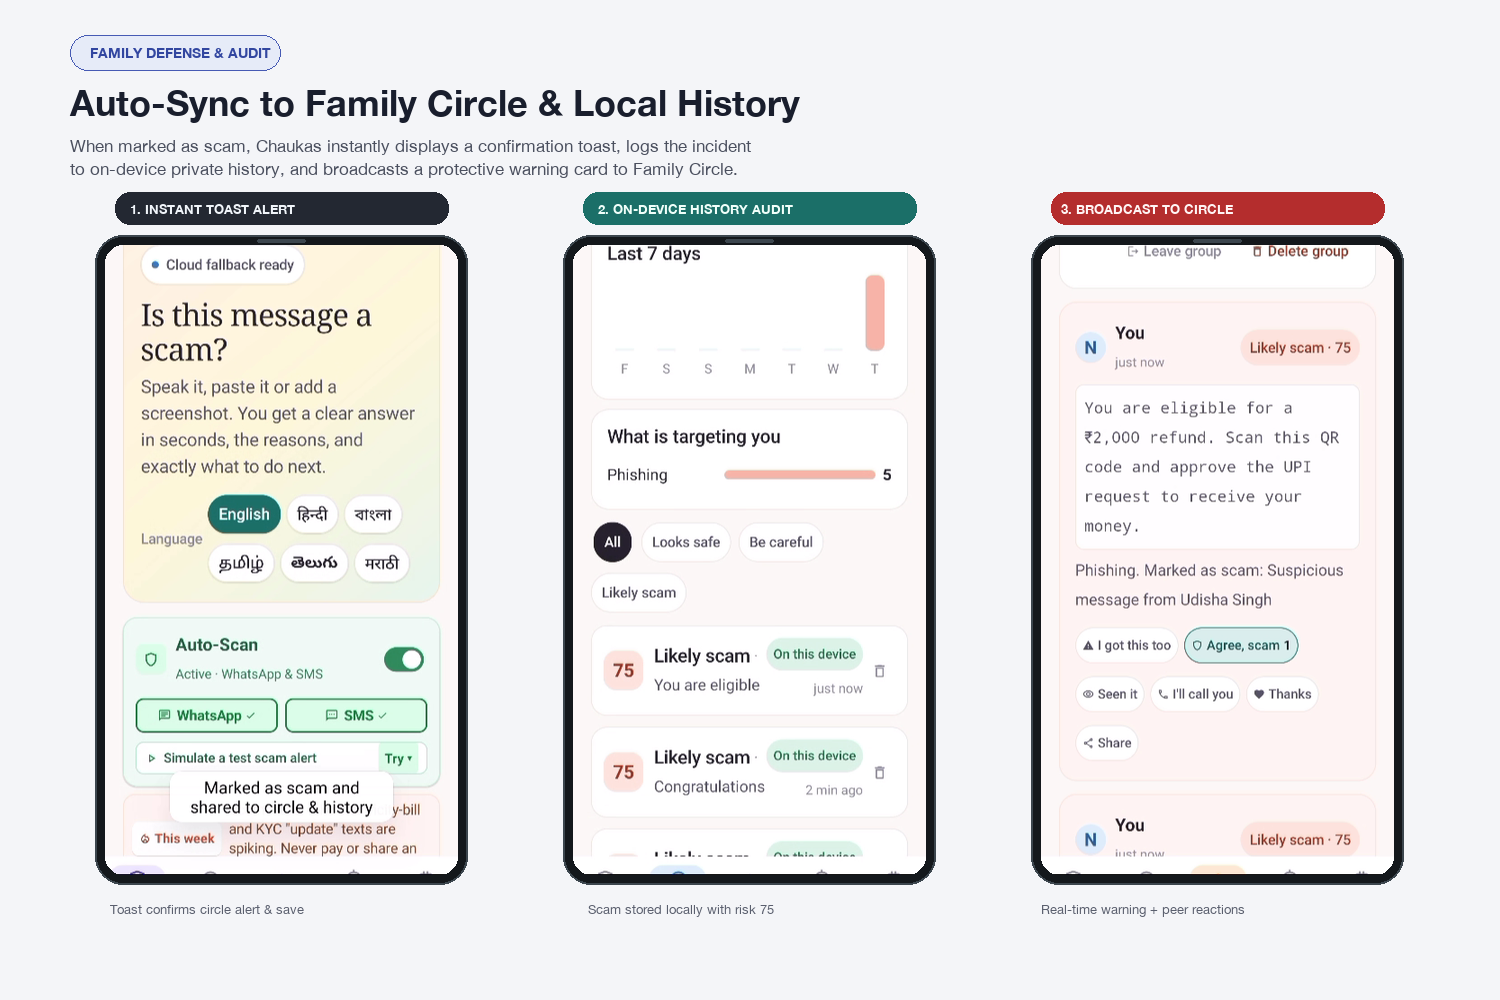 FAMILY DEFENSE & AUDIT
Auto-Sync to Family Circle & Local History
When marked as scam, Chaukas instantly displays a confirmation toast, logs the incident
to on-device private history, and broadcasts a protective warning card to Family Circle.
1. INSTANT TOAST ALERT
Cloud fallback ready
Is this message a
scam?
Speak it, paste it or add a
screenshot. You get a clear answer
in seconds, the reasons, and
exactly what to do next.
Language
English हिन्दी বাংলা
தமிழ் తెలుగు मराठी
Auto-Scan
Active · WhatsApp & SMS
WhatsApp ✓ SMS ✓
Simulate a test scam alert Try
Marked as scam and
shared to circle & history
y-bill
This week
and KYC "update" texts are
spiking. Never pay or share an
Toast confirms circle alert & save
2. ON-DEVICE HISTORY AUDIT
Last 7 days
F S S M T W T
What is targeting you
Phishing 5
All Looks safe Be careful
Likely scam
75 Likely scam · On this device
You are eligible just now
75 Likely scam · On this device
Congratulations 2 min ago
Likely scam On this device
Scam stored locally with risk 75
3. BROADCAST TO CIRCLE
Leave group Delete group
N You Likely scam · 75
just now
You are eligible for a
₹2,000 refund. Scan this QR
code and approve the UPI
request to receive your
money.
Phishing. Marked as scam: Suspicious
message from Udisha Singh
I got this too Agree, scam 1
Seen it I'll call you Thanks
Share
N You Likely scam · 75
just now
Real-time warning + peer reactions